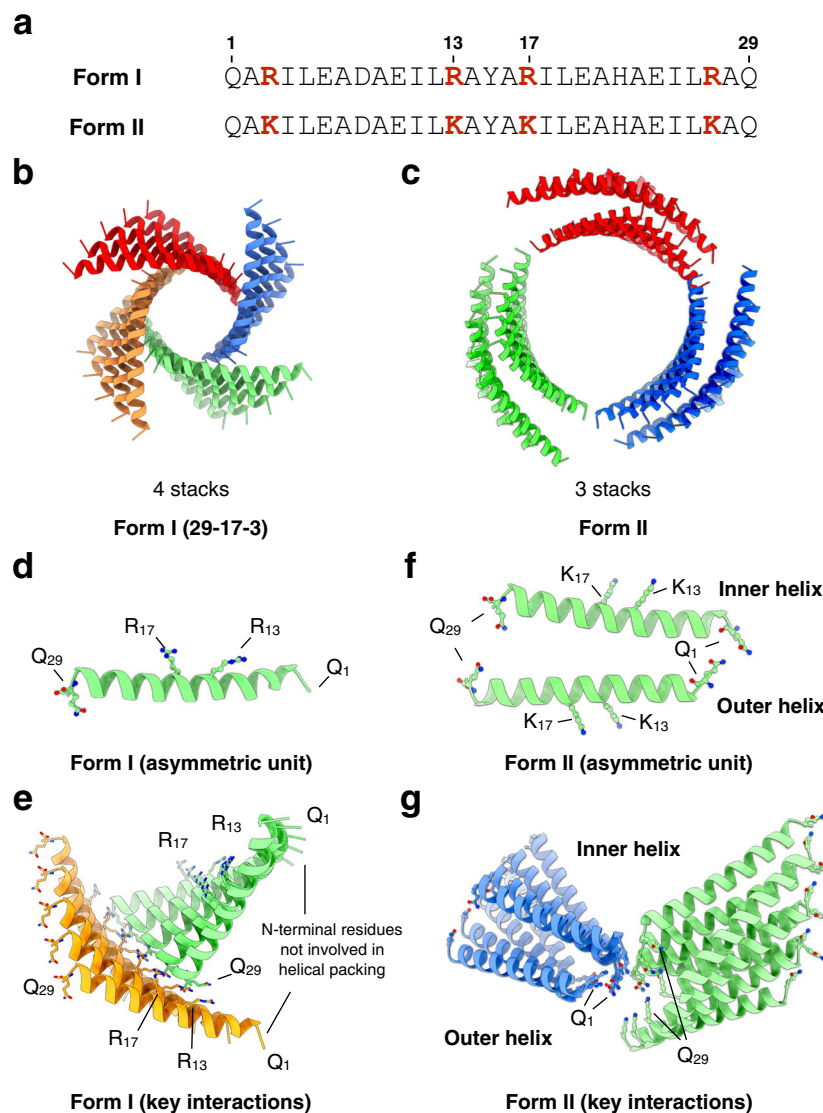 a
1 13 17 29
Form I QARILEADAEILRAYARILEAHAEILRAQ
Form II QAKILEADAEILKAYAKILEAHAEILKAQ
b
c
4 stacks
3 stacks
Form I (29-17-3)
Form II
d
R17
R13
Q29
Q1
Form I (asymmetric unit)
f
K17
K13
Inner helix
Q29
Q1
Outer helix
K17
K13
Form II (asymmetric unit)
e
Q1
R13
R17
N-terminal residues
not involved in
helical packing
Q29
Q29
R17
R13
Q1
Form I (key interactions)
g
Inner helix
Q1
Outer helix
Q29
Form II (key interactions)